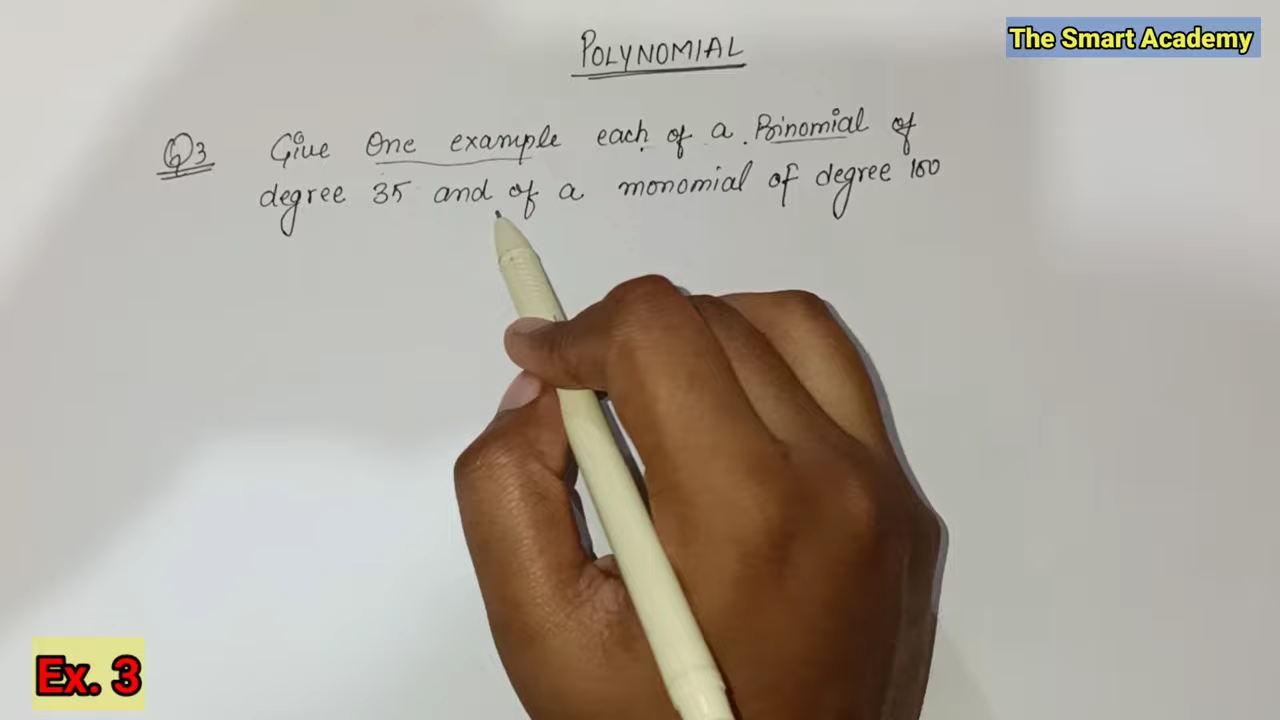 The Smart Academy
POLYNOMIAL
Q3 Give One example each of a Binomial of
degree 35 and of a monomial of degree 100
Ex. 3